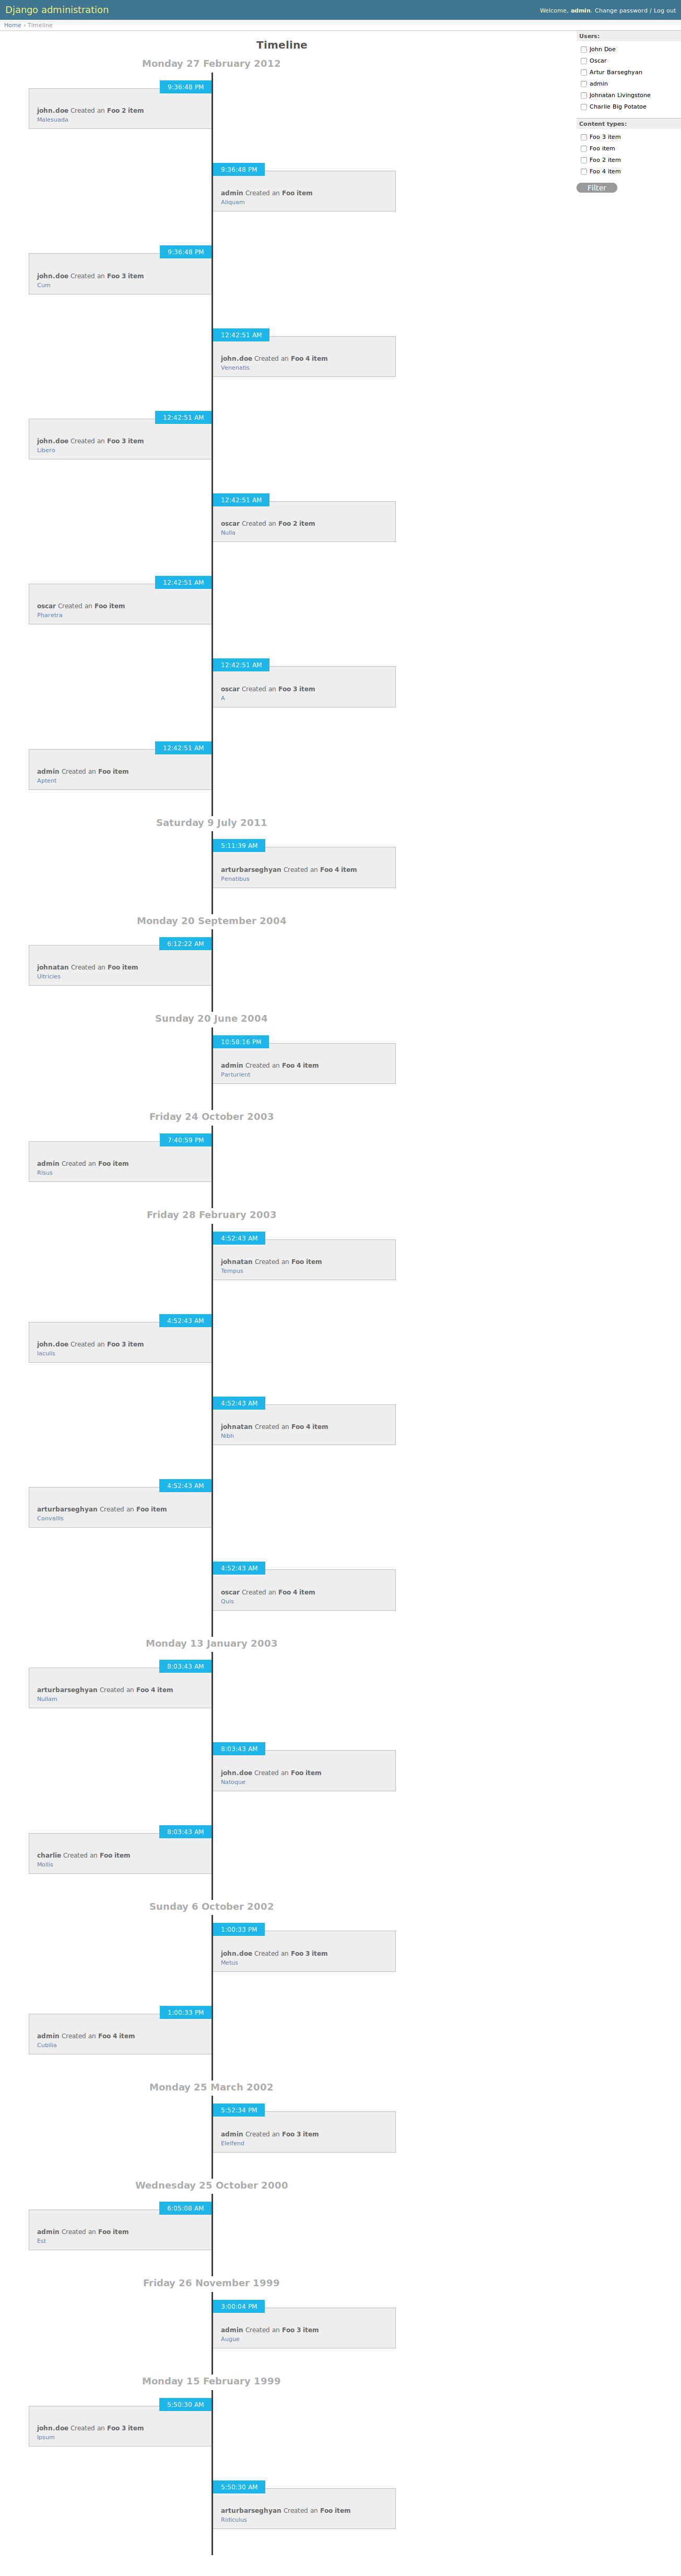 Django administration
Welcome, admin. Change password / Log out
Home › Timeline
Timeline
Monday 27 February 2012
9:36:48 PM
john.doe Created an Foo 2 item
Malesuada
9:36:48 PM
admin Created an Foo item
Aliquam
9:36:48 PM
john.doe Created an Foo 3 item
Cum
12:42:51 AM
john.doe Created an Foo 4 item
Venenatis
12:42:51 AM
john.doe Created an Foo 3 item
Libero
12:42:51 AM
oscar Created an Foo 2 item
Nulla
12:42:51 AM
oscar Created an Foo item
Pharetra
12:42:51 AM
oscar Created an Foo 3 item
A
12:42:51 AM
admin Created an Foo item
Aptent
Saturday 9 July 2011
5:11:39 AM
arturbarseghyan Created an Foo 4 item
Penatibus
Monday 20 September 2004
6:12:22 AM
johnatan Created an Foo item
Ultricies
Sunday 20 June 2004
10:58:16 PM
admin Created an Foo 4 item
Parturient
Friday 24 October 2003
7:40:59 PM
admin Created an Foo item
Risus
Friday 28 February 2003
4:52:43 AM
johnatan Created an Foo item
Tempus
4:52:43 AM
john.doe Created an Foo 3 item
Iaculis
4:52:43 AM
johnatan Created an Foo 4 item
Nibh
4:52:43 AM
arturbarseghyan Created an Foo item
Convallis
4:52:43 AM
oscar Created an Foo 4 item
Quis
Monday 13 January 2003
8:03:43 AM
arturbarseghyan Created an Foo 4 item
Nullam
8:03:43 AM
john.doe Created an Foo item
Natoque
8:03:43 AM
charlie Created an Foo item
Mollis
Sunday 6 October 2002
1:00:33 PM
john.doe Created an Foo 3 item
Metus
1:00:33 PM
admin Created an Foo 4 item
Cubilia
Monday 25 March 2002
5:52:34 PM
admin Created an Foo 3 item
Eleifend
Wednesday 25 October 2000
6:05:08 AM
admin Created an Foo item
Est
Friday 26 November 1999
3:00:04 PM
admin Created an Foo 3 item
Augue
Monday 15 February 1999
5:50:30 AM
john.doe Created an Foo 3 item
Ipsum
5:50:30 AM
arturbarseghyan Created an Foo item
Ridiculus
Users:
John Doe
Oscar
Artur Barseghyan
admin
Johnatan Livingstone
Charlie Big Potatoe
Content types:
Foo 3 item
Foo item
Foo 2 item
Foo 4 item
Filter